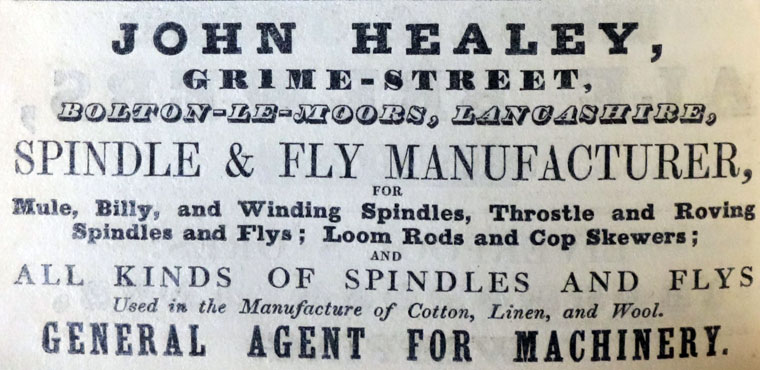 JOHN HEALEY,
GRIME-STREET,
BOLTON-LE-MOORS, LANCASHIRE,
SPINDLE & FLY MANUFACTURER,
FOR
Mule, Billy, and Winding Spindles, Throstle and Roving
Spindles and Flys; Loom Rods and Cop Skewers;
AND
ALL KINDS OF SPINDLES AND FLYS
Used in the Manufacture of Cotton, Linen, and Wool.
GENERAL AGENT FOR MACHINERY.